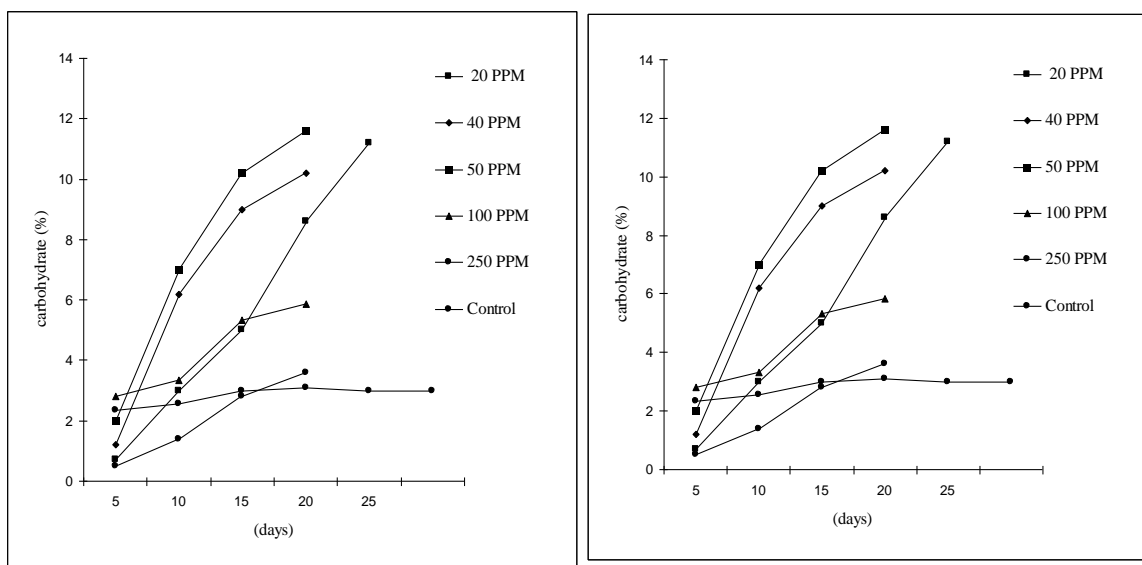 14
12
10
8
6
4
2
0
carbohydrate (%)
5 10 15 20 25
(days)
20 PPM
40 PPM
50 PPM
100 PPM
250 PPM
Control
14
12
10
8
6
4
2
0
carbohydrate (%)
5 10 15 20 25
(days)
20 PPM
40 PPM
50 PPM
100 PPM
250 PPM
Control